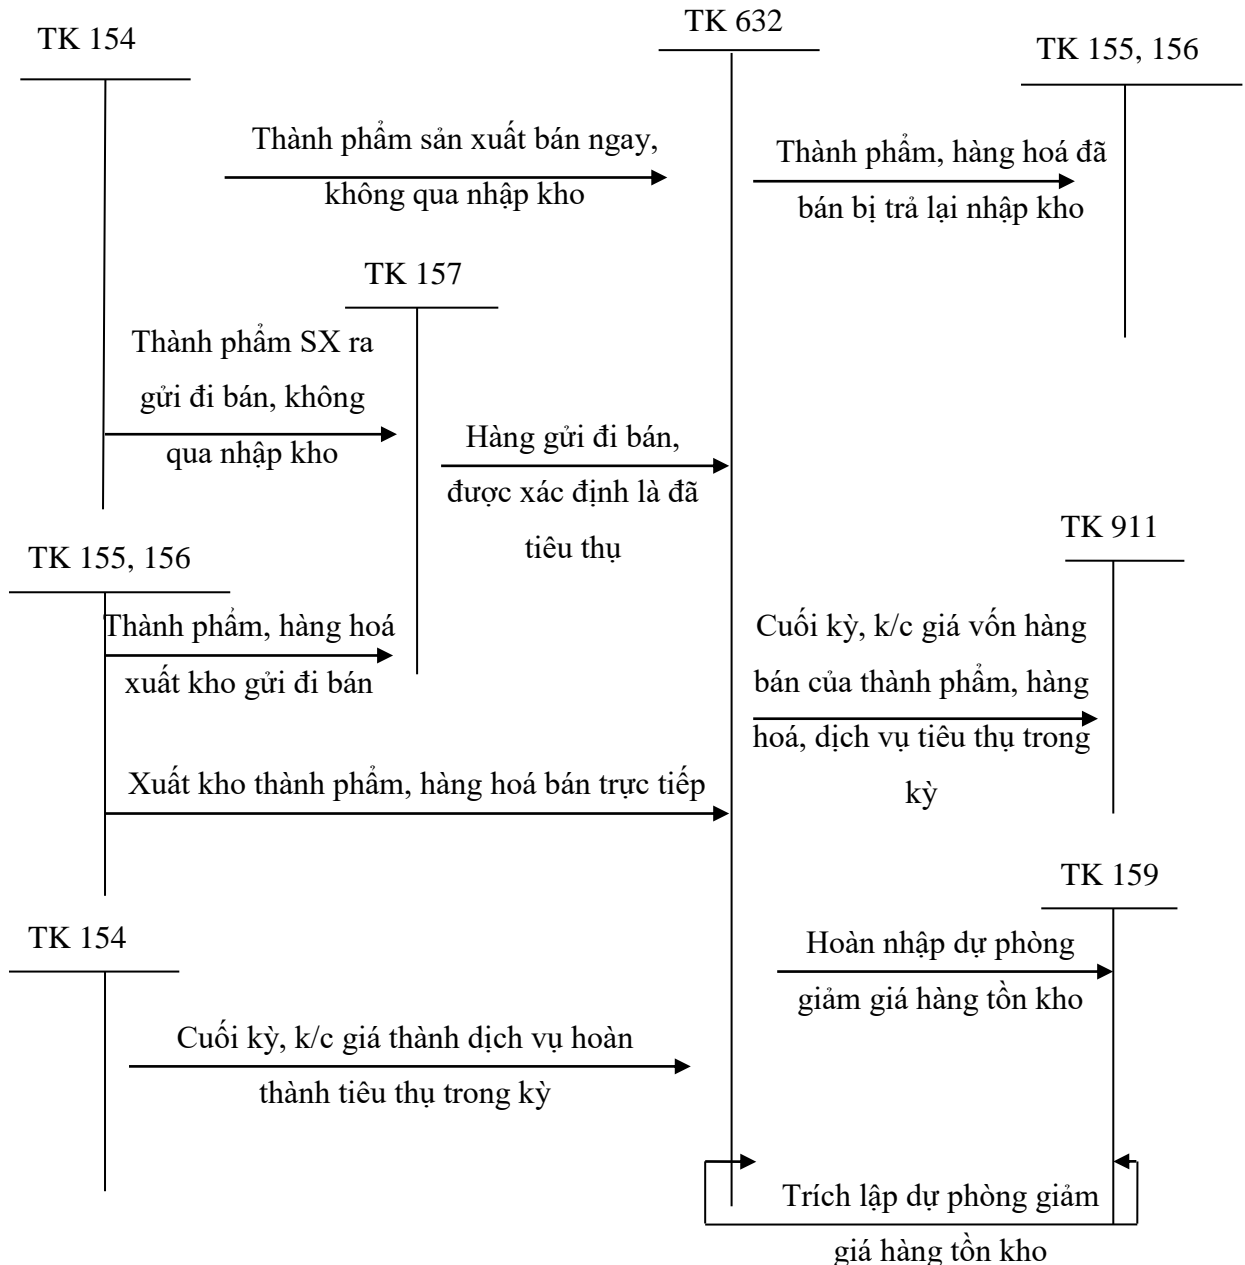 TK 154
TK 632
TK 155, 156
Thành phẩm sản xuất bán ngay,
không qua nhập kho
Thành phẩm, hàng hoá đã
bán bị trả lại nhập kho
TK 157
Thành phẩm SX ra
gửi đi bán, không
qua nhập kho
Hàng gửi đi bán,
được xác định là đã
tiêu thụ
TK 155, 156
Thành phẩm, hàng hoá
xuất kho gửi đi bán
TK 911
Cuối kỳ, k/c giá vốn hàng
bán của thành phẩm, hàng
hoá, dịch vụ tiêu thụ trong
kỳ
Xuất kho thành phẩm, hàng hoá bán trực tiếp
TK 159
Hoàn nhập dự phòng
giảm giá hàng tồn kho
TK 154
Cuối kỳ, k/c giá thành dịch vụ hoàn
thành tiêu thụ trong kỳ
Trích lập dự phòng giảm
giá hàng tồn kho